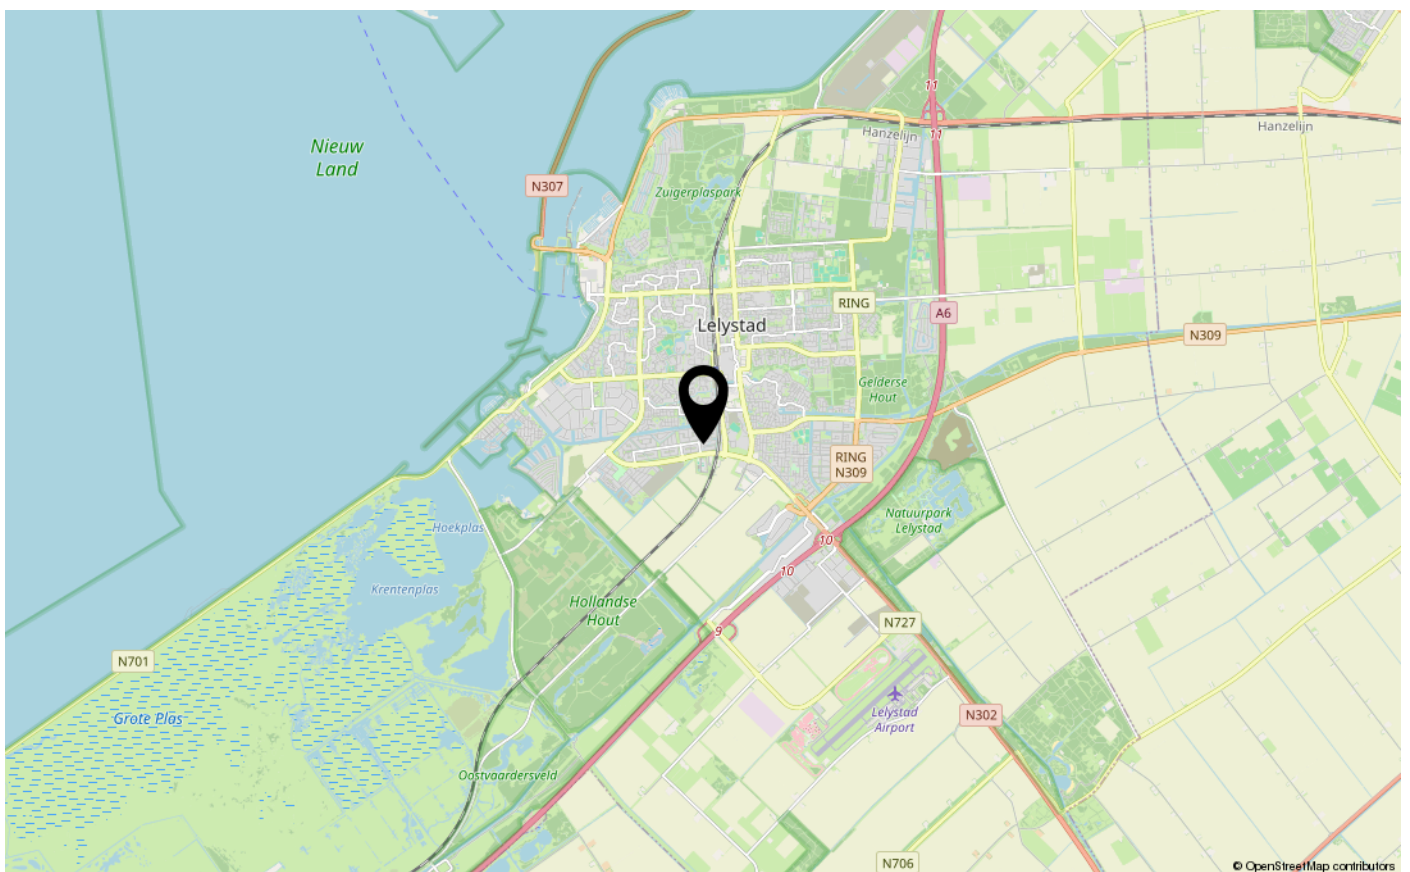 11
Hanzelijn
11
Hanzelijn
Nieuw
Land
N307
Zuigerplaspark
RING
A6
Lelystad
N309
Gelderse
Hout
RING
N309
Natuurpark
Lelystad
Hoekplas
10
10
Krentenplas
Hollandse
Hout
9
N727
N701
Grote Plas
Lelystad
Airport
N302
Oostvaardersveld
N706
© OpenStreetMap contributors